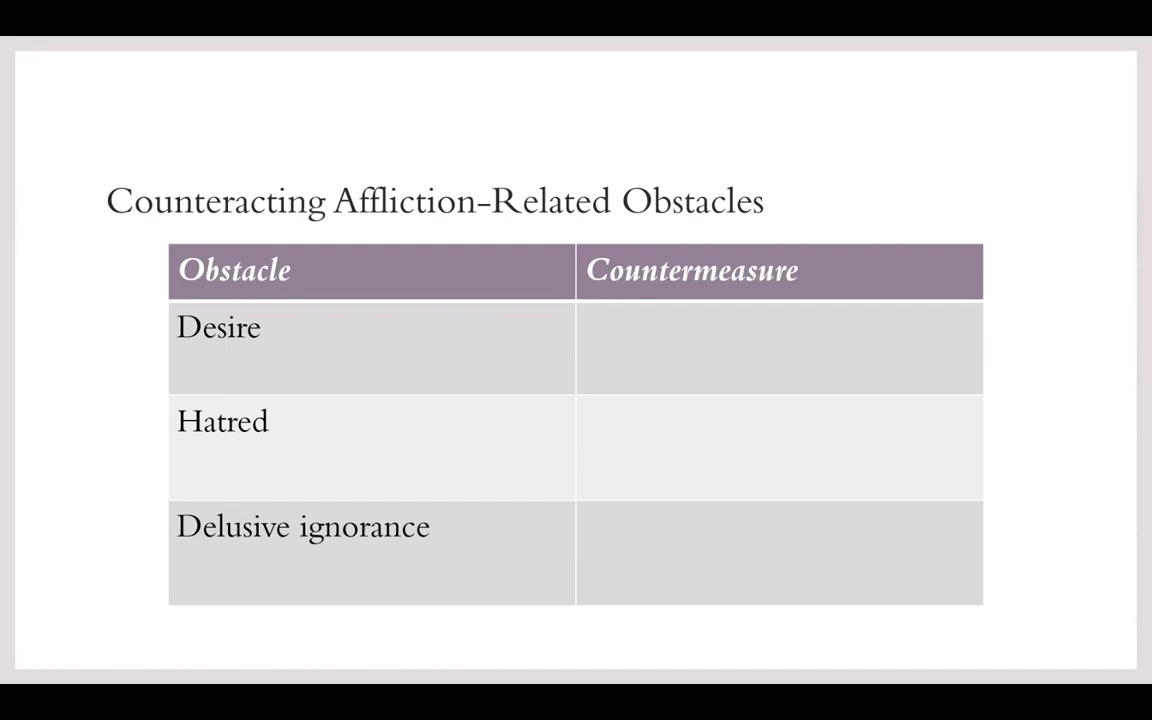 Counteracting Affliction-Related Obstacles
Obstacle Countermeasure
Desire
Hatred
Delusive ignorance